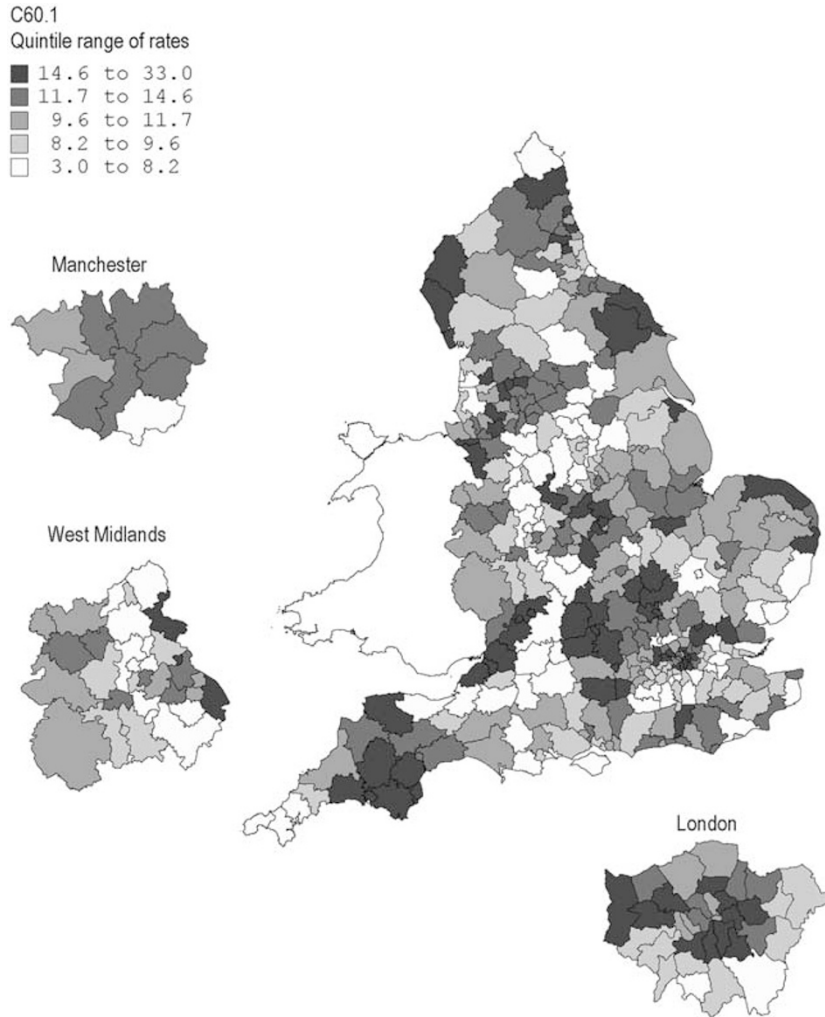 C60.1
Quintile range of rates
14.6 to 33.0
11.7 to 14.6
9.6 to 11.7
8.2 to 9.6
3.0 to 8.2
Manchester
West Midlands
London